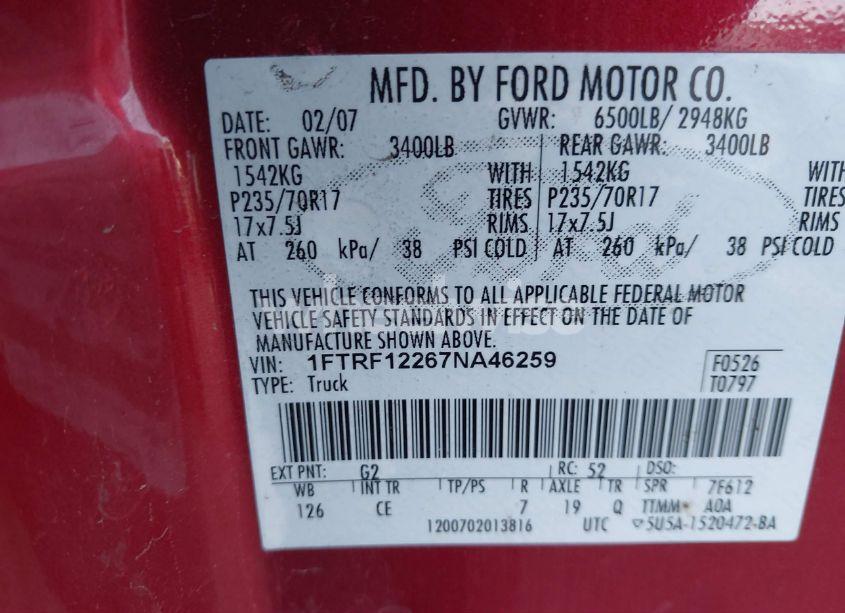 MFD. BY FORD MOTOR CO.
DATE: 02/07 GVWR: 6500LB/ 2948KG
FRONT GAWR: 3400LB REAR GAWR: 3400LB
1542KG WITH 1542KG WITH
P235/70R17 TIRES P235/70R17 TIRES
17x7.5J RIMS 17x7.5J RIMS
AT 260 kPa/ 38 PSI COLD AT 260 kPa/ 38 PSI COLD
THIS VEHICLE CONFORMS TO ALL APPLICABLE FEDERAL MOTOR
VEHICLE SAFETY STANDARDS IN EFFECT ON THE DATE OF
MANUFACTURE SHOWN ABOVE.
VIN: 1FTRF12267NA46259 F0526
TYPE: Truck T0797
EXT PNT: G2 RC: 52 DSO:
WB INT TR TP/PS R AXLE TR SPR 7F612
126 CE 7 19 Q TTMM A0A
1200702013816 UTC ▽5U5A-1520472-BA